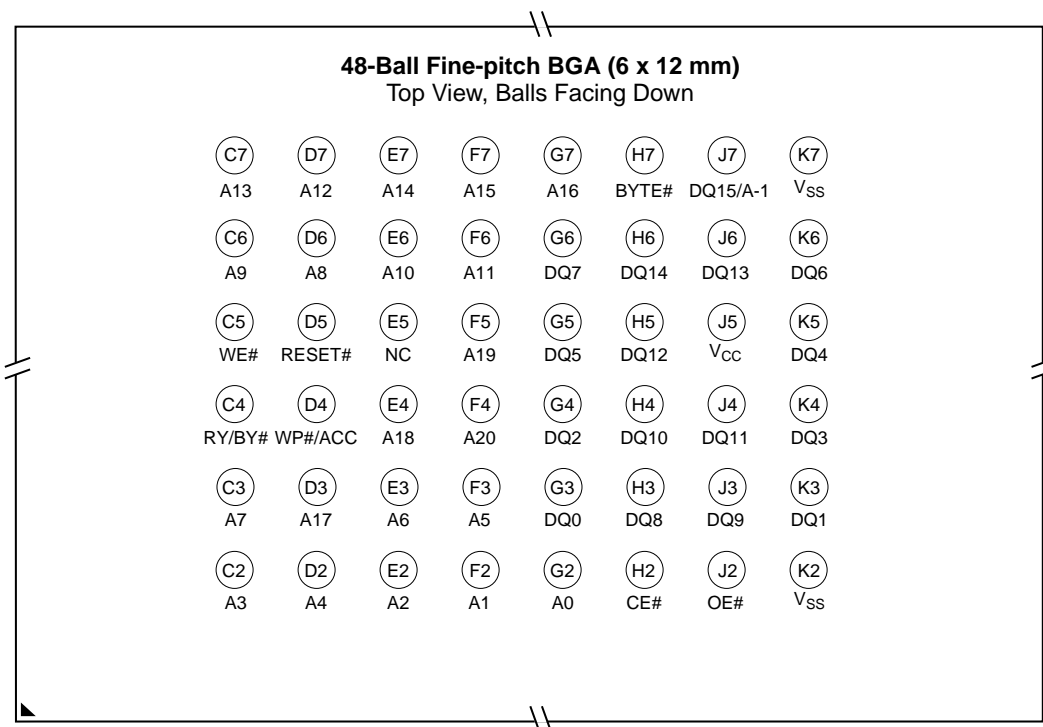 48-Ball Fine-pitch BGA (6 x 12 mm)
Top View, Balls Facing Down
C7 D7 E7 F7 G7 H7 J7 K7
A13 A12 A14 A15 A16 BYTE# DQ15/A-1 VSS
C6 D6 E6 F6 G6 H6 J6 K6
A9 A8 A10 A11 DQ7 DQ14 DQ13 DQ6
C5 D5 E5 F5 G5 H5 J5 K5
WE# RESET# NC A19 DQ5 DQ12 VCC DQ4
C4 D4 E4 F4 G4 H4 J4 K4
RY/BY# WP#/ACC A18 A20 DQ2 DQ10 DQ11 DQ3
C3 D3 E3 F3 G3 H3 J3 K3
A7 A17 A6 A5 DQ0 DQ8 DQ9 DQ1
C2 D2 E2 F2 G2 H2 J2 K2
A3 A4 A2 A1 A0 CE# OE# VSS